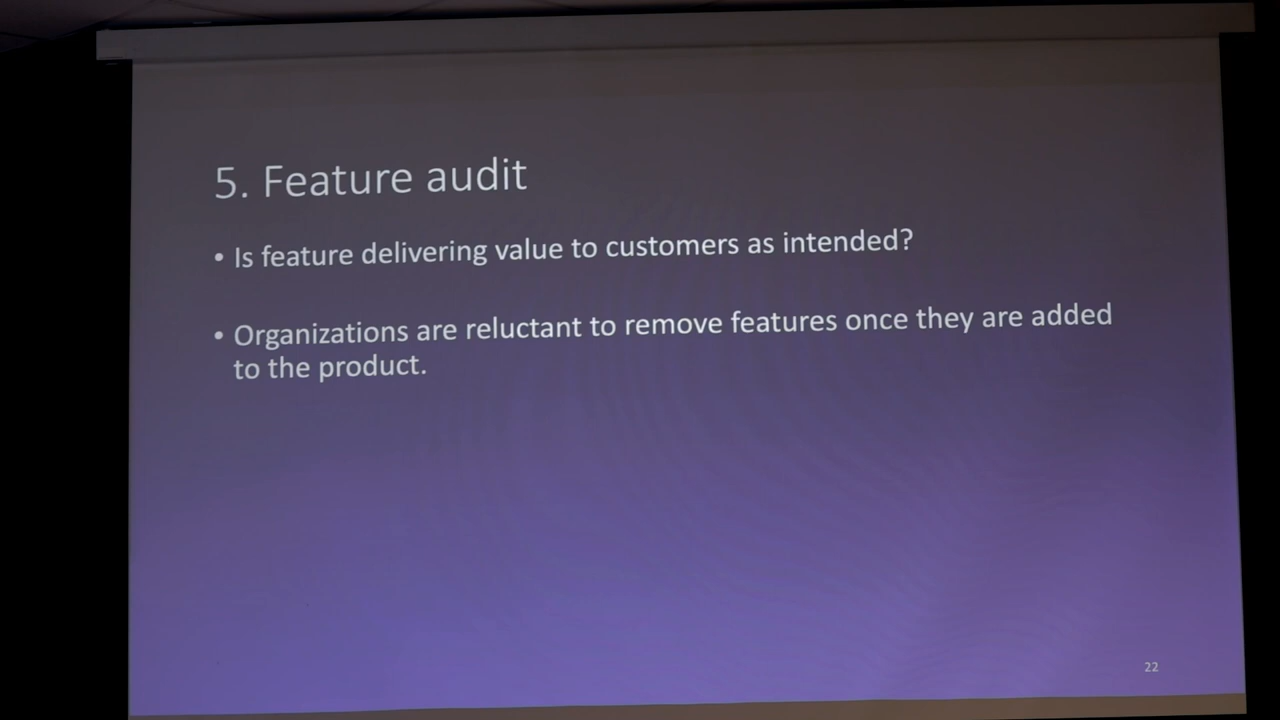 5. Feature audit
• Is feature delivering value to customers as intended?
• Organizations are reluctant to remove features once they are added
to the product.
22